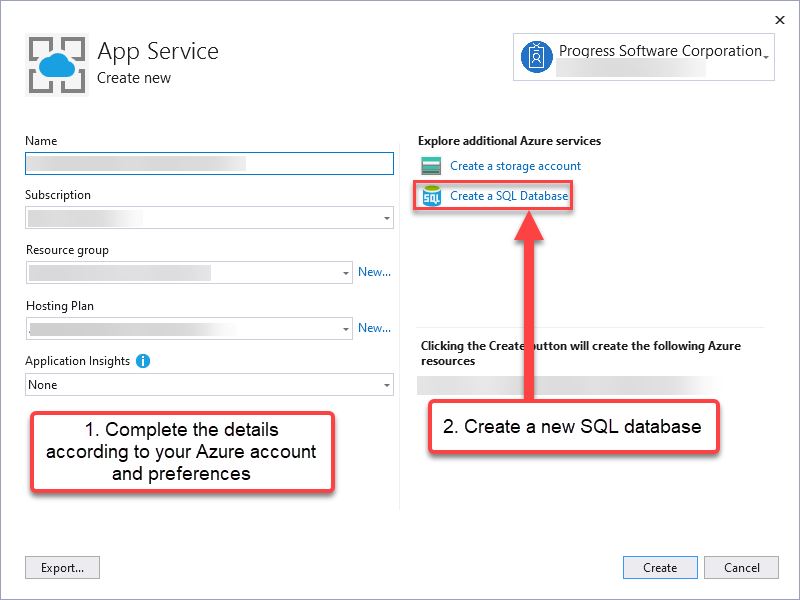 App Service
Create new
Progress Software Corporation
Name
Subscription
Resource group
New...
Hosting Plan
New...
Application Insights
None
1. Complete the details
according to your Azure account
and preferences
Explore additional Azure services
Create a storage account
SQL
Create a SQL Database
Clicking the Create button will create the following Azure
resources
2. Create a new SQL database
Export...
Create
Cancel